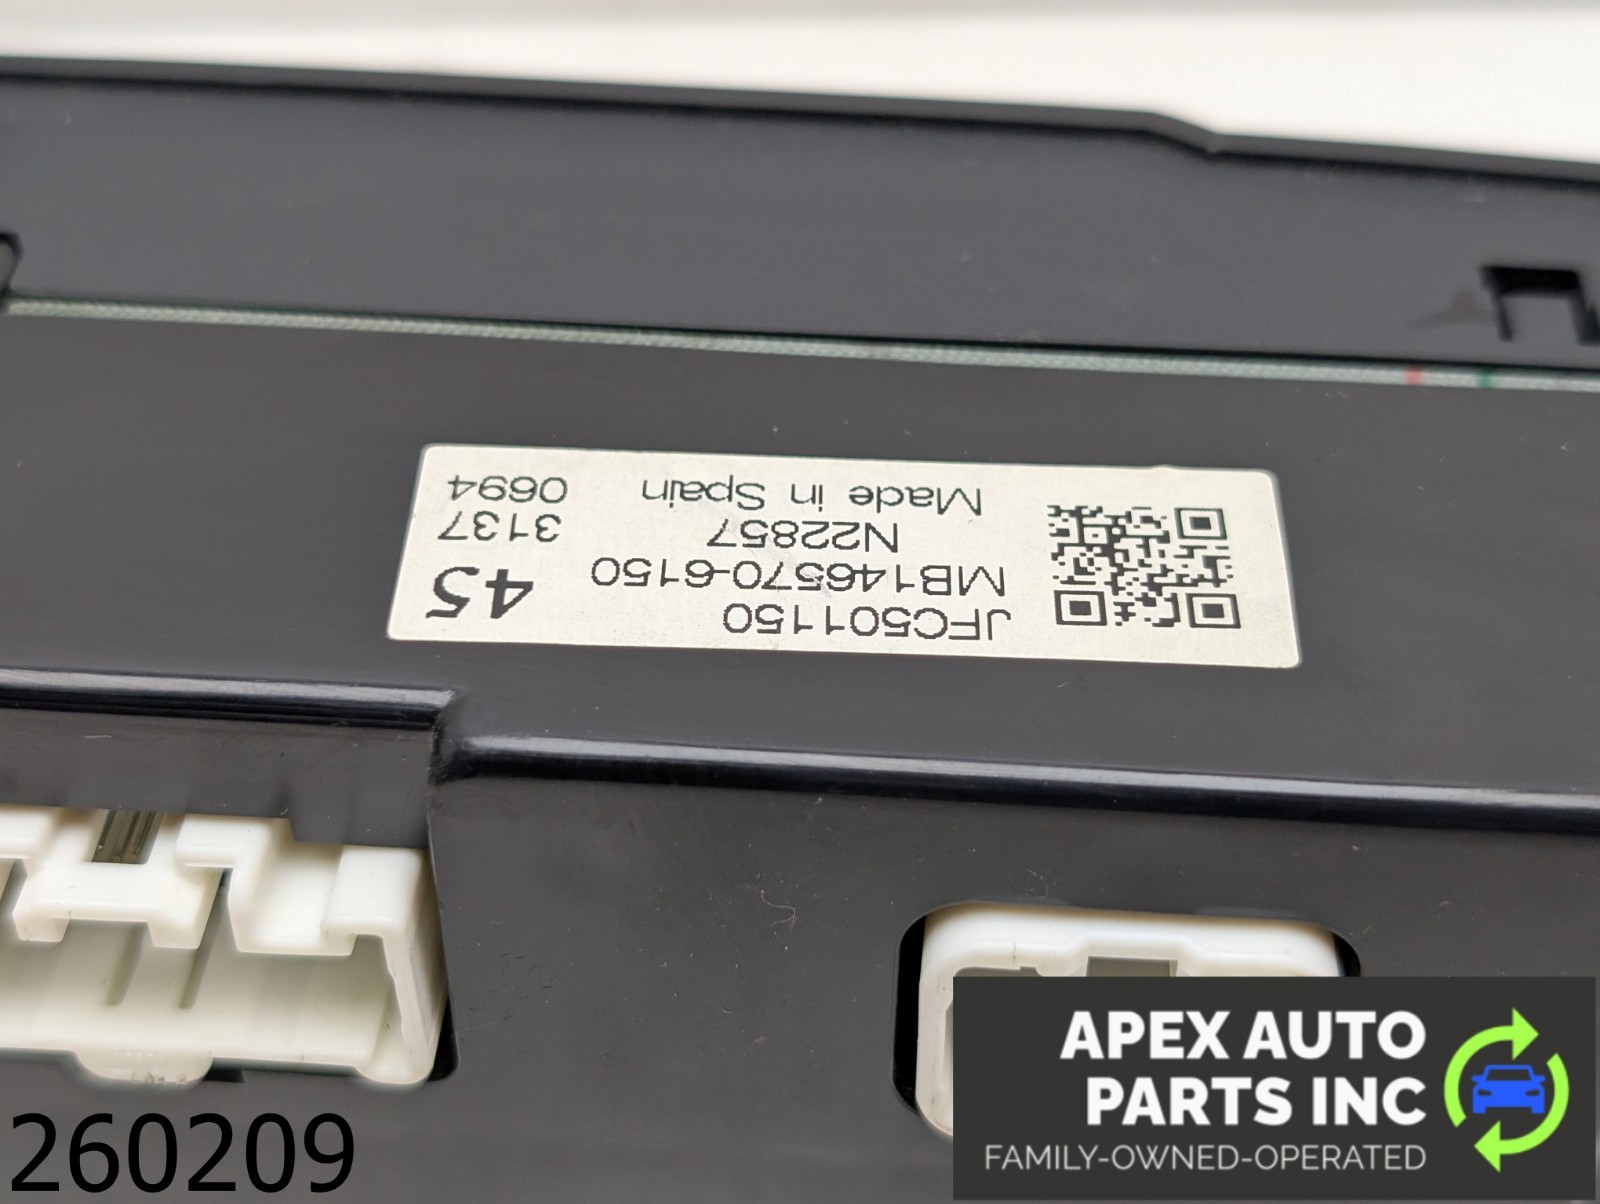 JFC501150
MB146570-6150
N22857
Made in Spain
45
3137
0694
260209
APEX AUTO
PARTS INC
FAMILY-OWNED-OPERATED